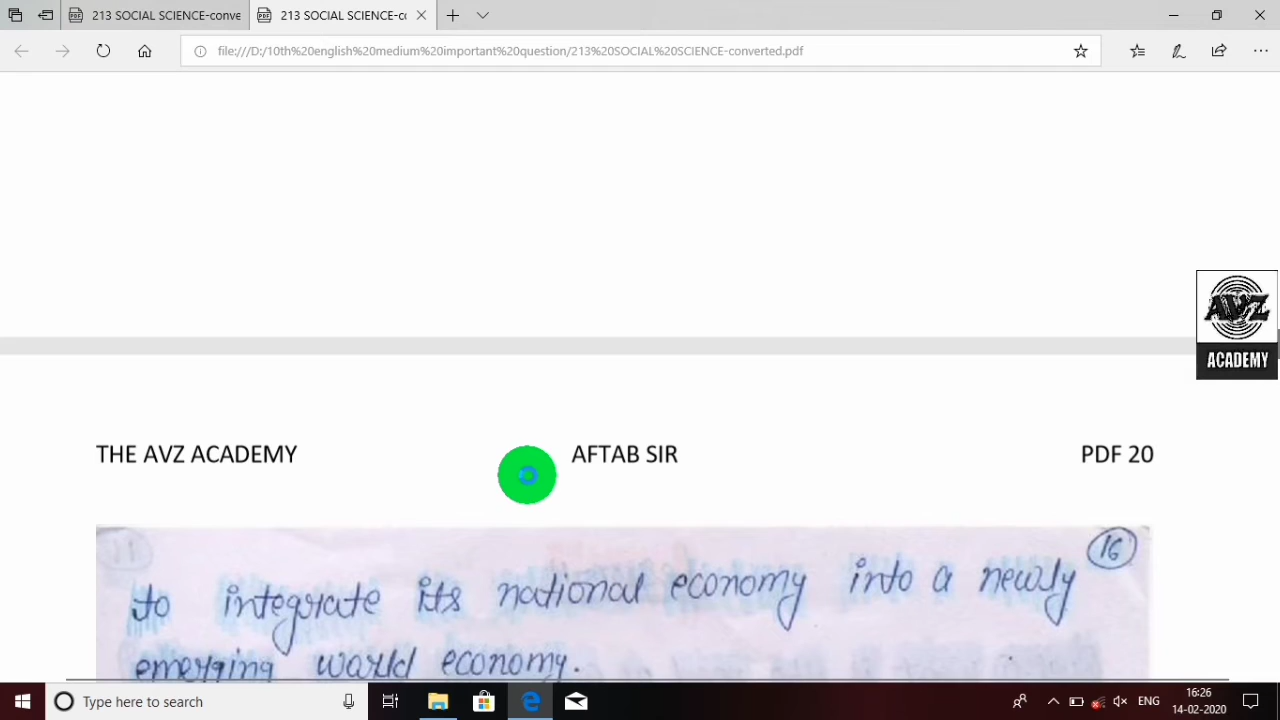 213 SOCIAL SCIENCE-conve
213 SOCIAL SCIENCE-co
file:///D:/10th%20english%20medium%20important%20question/213%20SOCIAL%20SCIENCE-converted.pdf
AVZ
ACADEMY
THE AVZ ACADEMY AFTAB SIR PDF 20
16
to integrate its national economy into a newly
emerging world economy.
Type here to search
ENG
16:26
14-02-2020